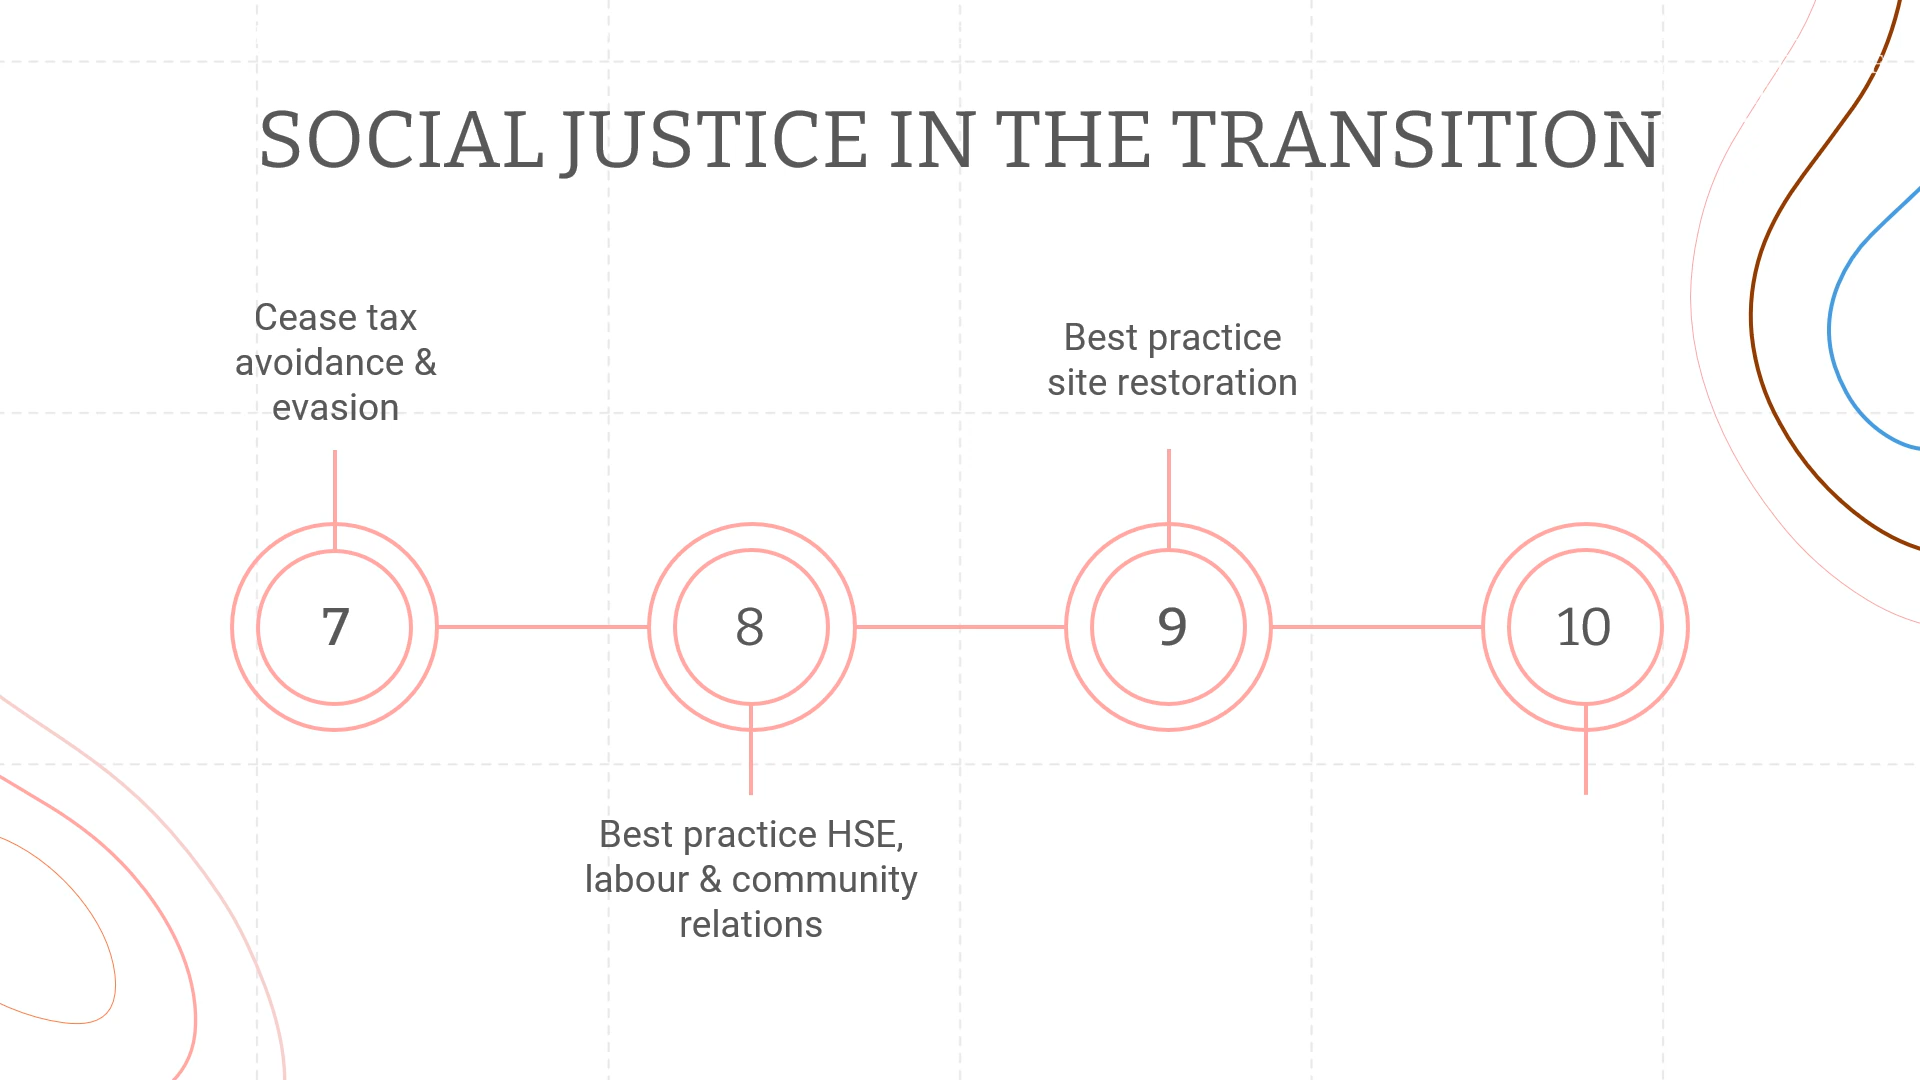 SOCIAL JUSTICE IN THE TRANSITION
Cease tax
avoidance &
evasion
Best practice
site restoration
7
8
9
10
Best practice HSE,
labour & community
relations